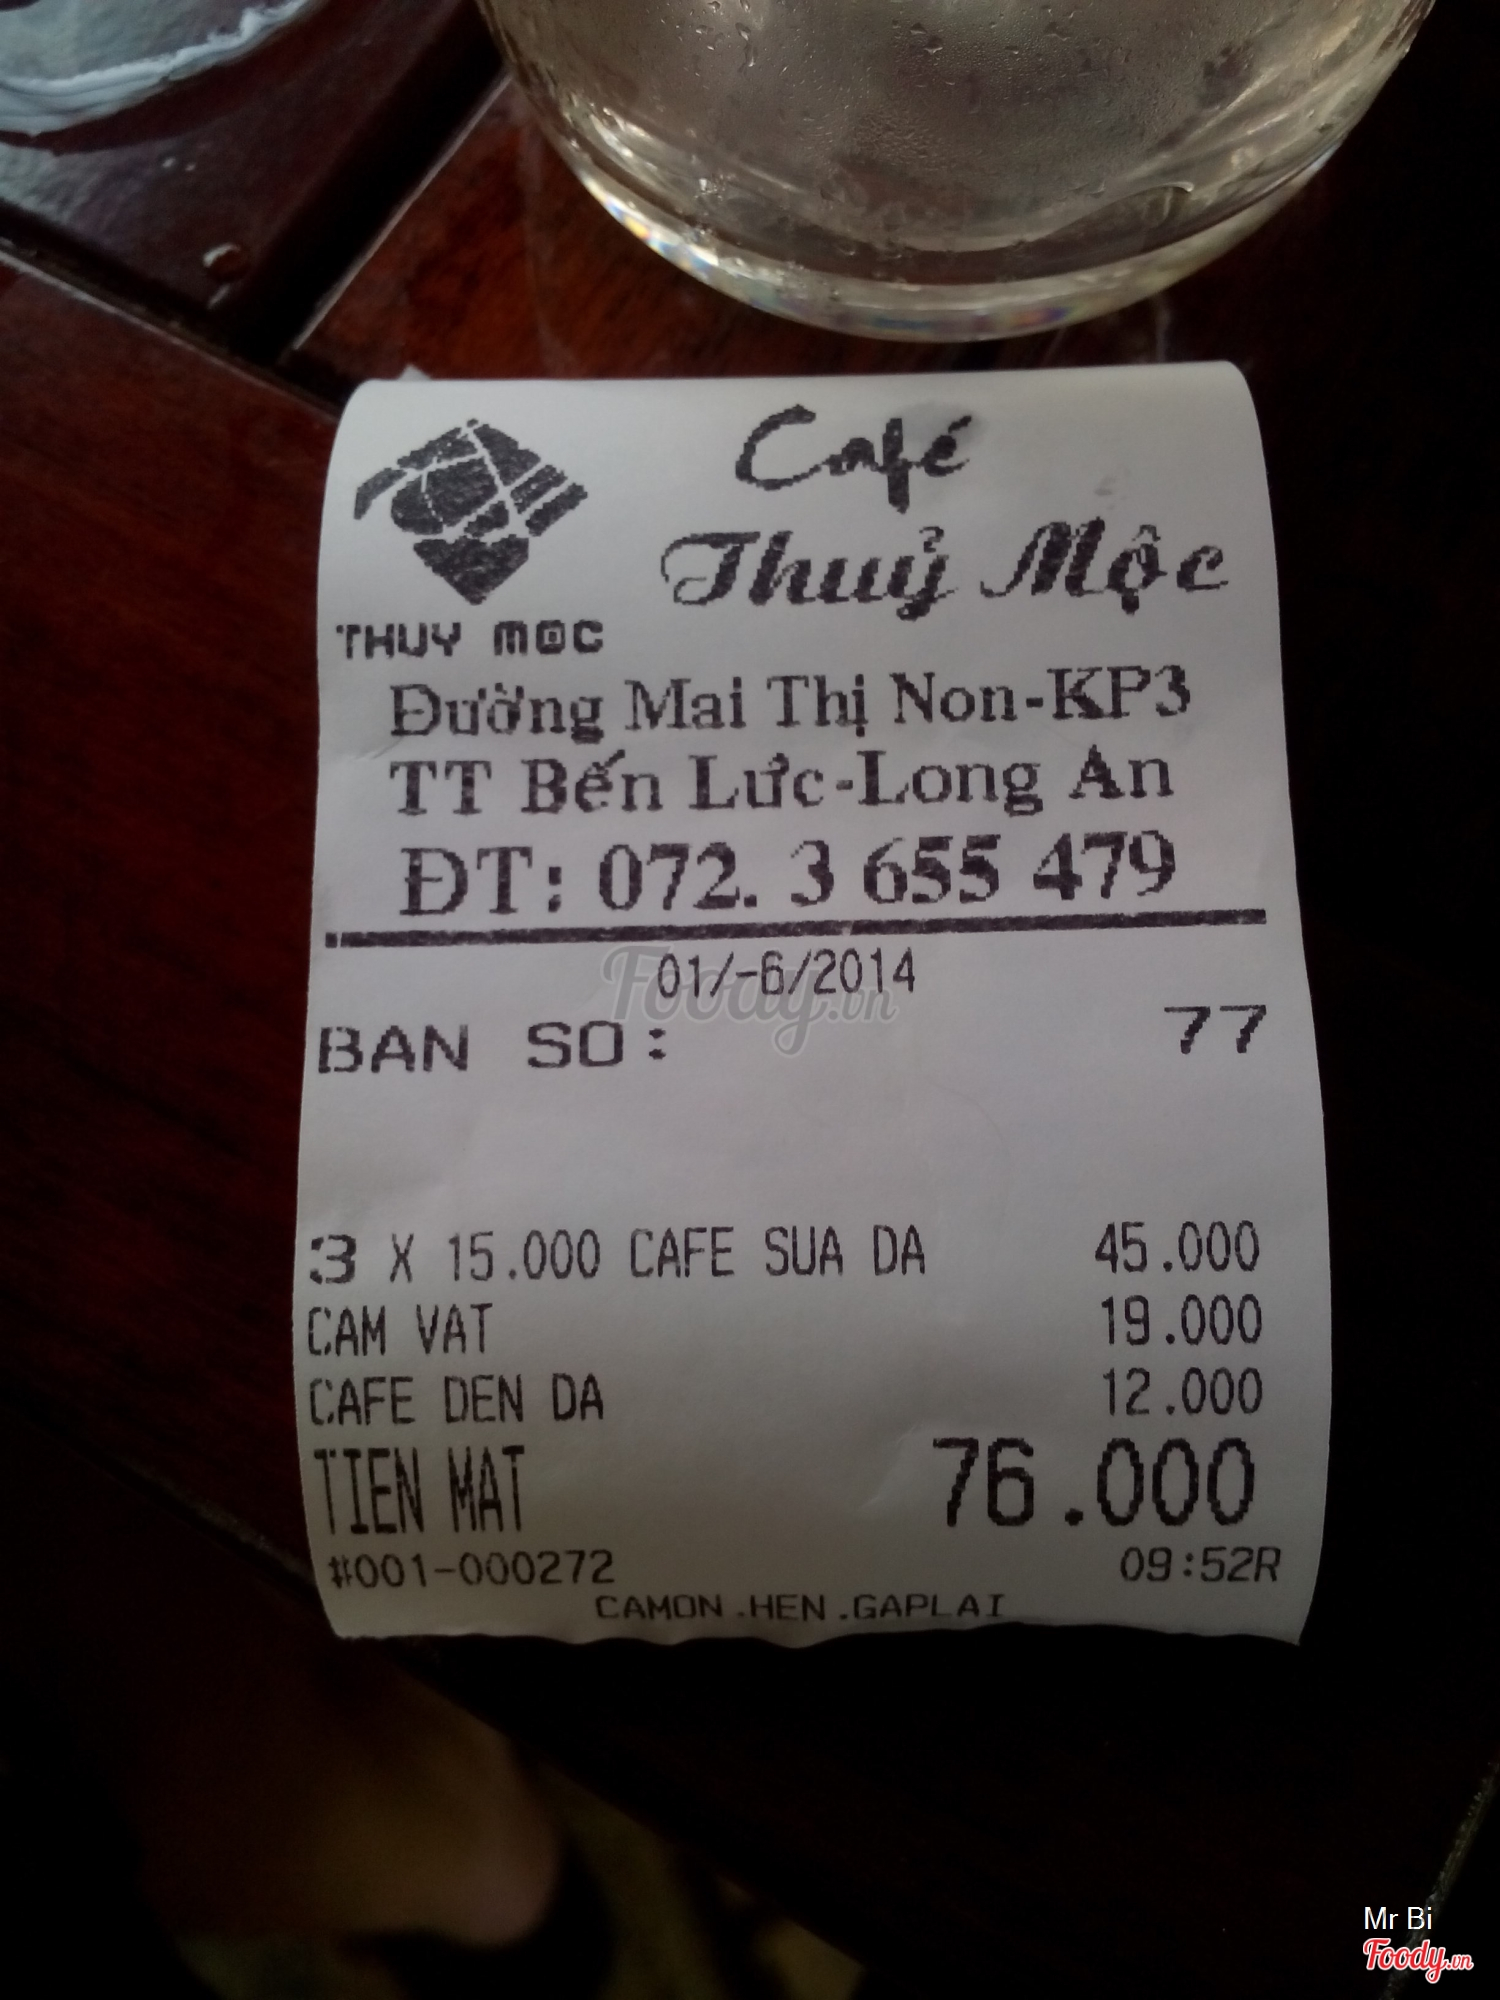 Café
Thuỷ Mộc
THUY MOC
Đường Mai Thị Non-KP3
TT Bến Lức-Long An
ĐT: 072. 3 655 479
01/-6/2014
Foody.vn
BAN SO: 77
3 X 15.000 CAFE SUA DA 45.000
CAM VAT 19.000
CAFE DEN DA 12.000
TIEN MAT 76.000
#001-000272 09:52R
CAMON.HEN.GAPLAI
Mr Bi
Foody.vn